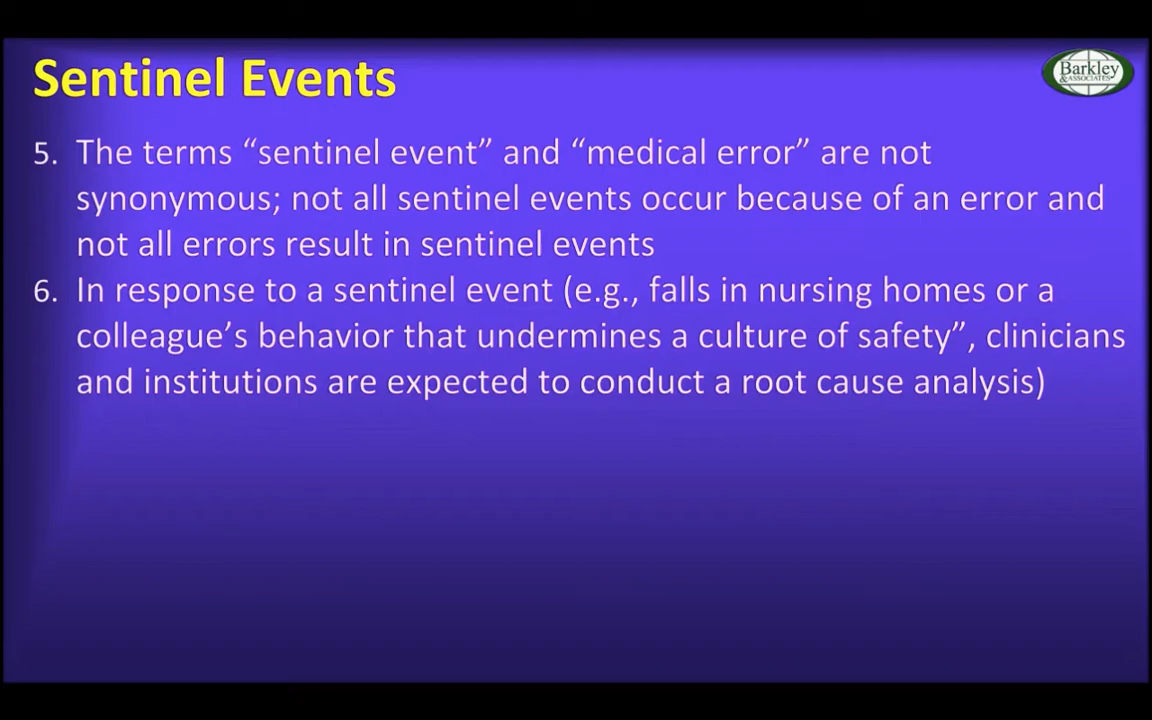 Sentinel Events
Barkley
& ASSOCIATES
5. The terms “sentinel event” and “medical error” are not
synonymous; not all sentinel events occur because of an error and
not all errors result in sentinel events
6. In response to a sentinel event (e.g., falls in nursing homes or a
colleague’s behavior that undermines a culture of safety”, clinicians
and institutions are expected to conduct a root cause analysis)